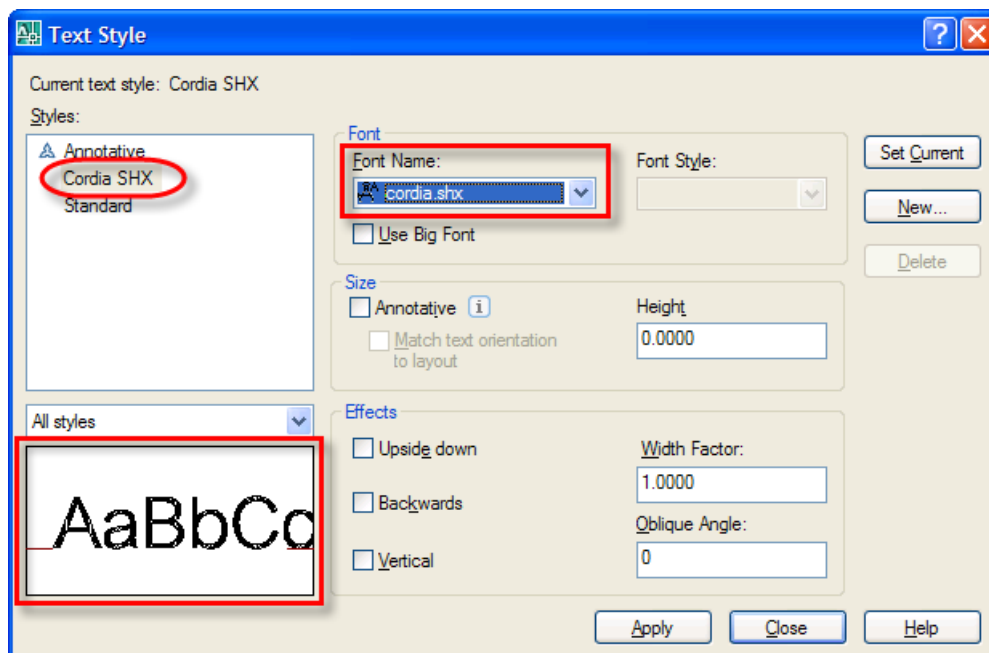 Text Style
Current text style: Cordia SHX
Styles:
Annotative
Cordia SHX
Standard
All styles
AaBbCc
Font
Font Name:
cordia.shx
Use Big Font
Font Style:
Size
Annotative
Match text orientation
to layout
Height
0.0000
Effects
Upside down
Backwards
Vertical
Width Factor:
1.0000
Oblique Angle:
0
Set Current
New...
Delete
Apply
Close
Help